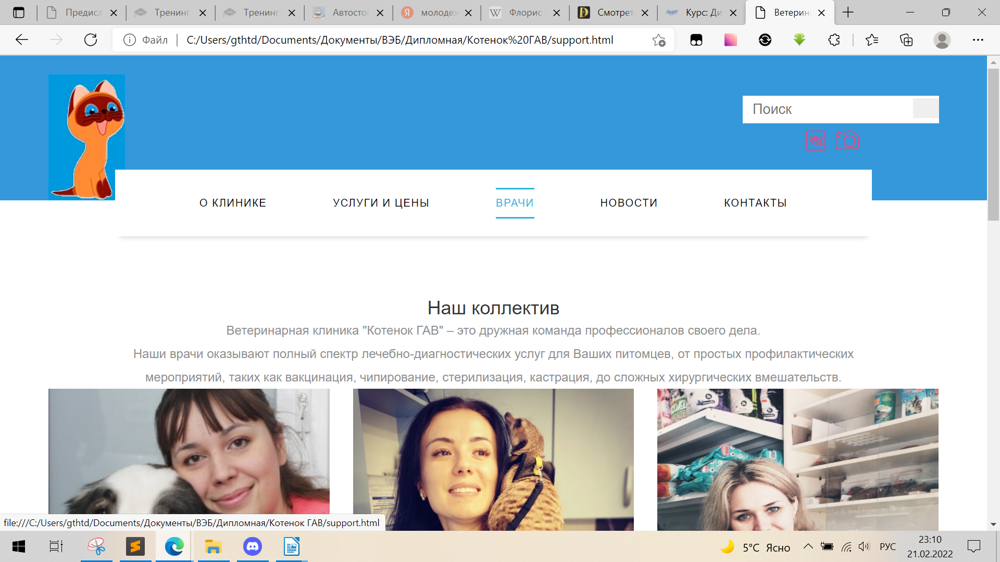 Предисл
Тренинг
Тренинг-
Автостоп
молодеж
Флорис
Смотрет
Курс: Ди
Ветерин
Файл
C:/Users/gthtd/Documents/Документы/ВЭБ/Дипломная/Котенок%20ГАВ/support.html
Поиск
О КЛИНИКЕ
УСЛУГИ И ЦЕНЫ
ВРАЧИ
НОВОСТИ
КОНТАКТЫ
Наш коллектив
Ветеринарная клиника "Котенок ГАВ" – это дружная команда профессионалов своего дела.
Наши врачи оказывают полный спектр лечебно-диагностических услуг для Ваших питомцев, от простых профилактических
мероприятий, таких как вакцинация, чипирование, стерилизация, кастрация, до сложных хирургических вмешательств.
file:///C:/Users/gthtd/Documents/Документы/ВЭБ/Дипломная/Котенок ГАВ/support.html
5°C Ясно
РУС
23:10
21.02.2022